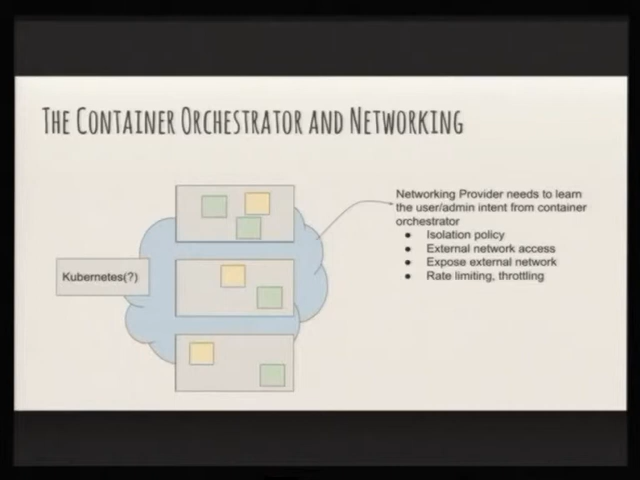 THE CONTAINER ORCHESTRATOR AND NETWORKING
Networking Provider needs to learn
the user/admin intent from container
orchestrator
● Isolation policy
● External network access
● Expose external network
● Rate limiting, throttling
Kubernetes(?)